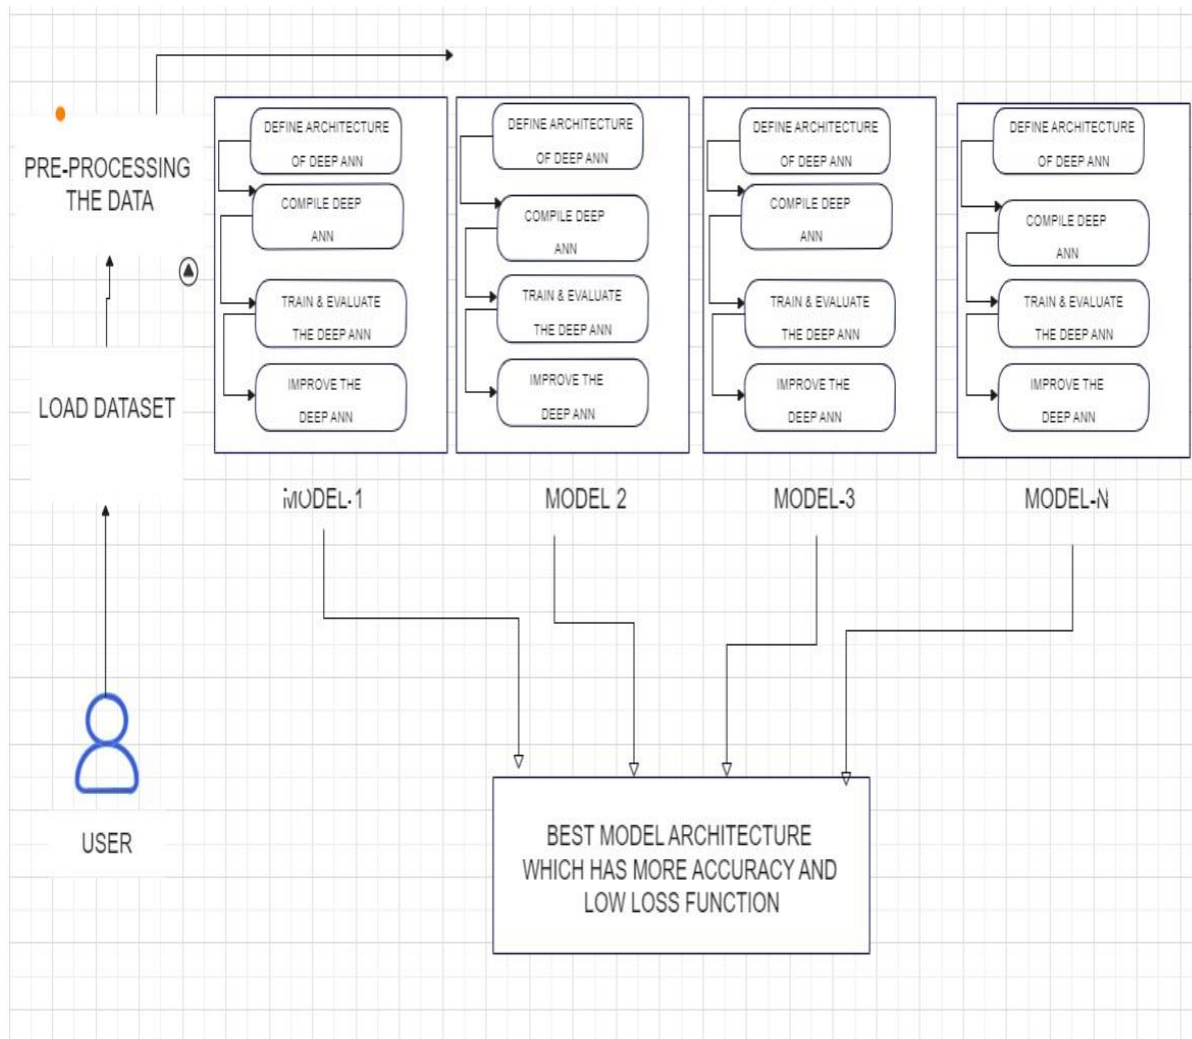 PRE-PROCESSING
THE DATA
LOAD DATASET
USER
DEFINE ARCHITECTURE
OF DEEP ANN
COMPILE DEEP
ANN
TRAIN & EVALUATE
THE DEEP ANN
IMPROVE THE
DEEP ANN
MODEL-1
DEFINE ARCHITECTURE
OF DEEP ANN
COMPILE DEEP
ANN
TRAIN & EVALUATE
THE DEEP ANN
IMPROVE THE
DEEP ANN
MODEL 2
DEFINE ARCHITECTURE
OF DEEP ANN
COMPILE DEEP
ANN
TRAIN & EVALUATE
THE DEEP ANN
IMPROVE THE
DEEP ANN
MODEL-3
DEFINE ARCHITECTURE
OF DEEP ANN
COMPILE DEEP
ANN
TRAIN & EVALUATE
THE DEEP ANN
IMPROVE THE
DEEP ANN
MODEL-N
BEST MODEL ARCHITECTURE
WHICH HAS MORE ACCURACY AND
LOW LOSS FUNCTION